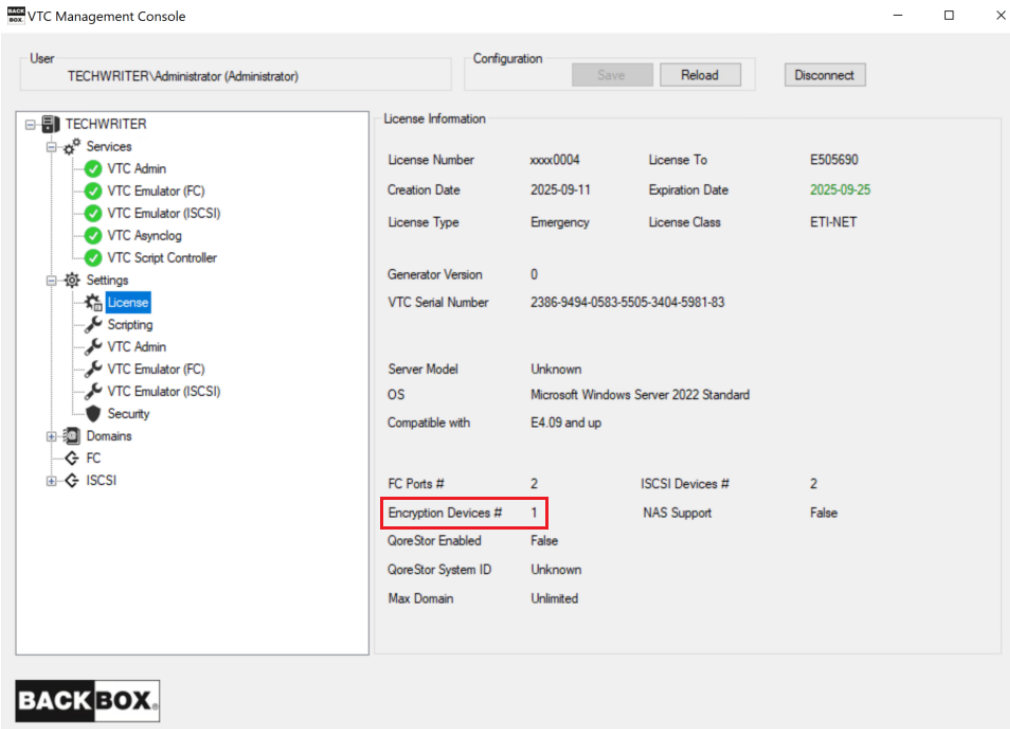 BACK BOX. VTC Management Console
User
TECHWRITER\Administrator (Administrator)
Configuration
Save Reload Disconnect
TECHWRITER
Services
VTC Admin
VTC Emulator (FC)
VTC Emulator (ISCSI)
VTC Asynclog
VTC Script Controller
Settings
License
Scripting
VTC Admin
VTC Emulator (FC)
VTC Emulator (ISCSI)
Security
Domains
FC
ISCSI
License Information
License Number xxxx0004 License To E505690
Creation Date 2025-09-11 Expiration Date 2025-09-25
License Type Emergency License Class ETI-NET
Generator Version 0
VTC Serial Number 2386-9494-0583-5505-3404-5981-83
Server Model Unknown
OS Microsoft Windows Server 2022 Standard
Compatible with E4.09 and up
FC Ports # 2 ISCSI Devices # 2
Encryption Devices # 1 NAS Support False
QoreStor Enabled False
QoreStor System ID Unknown
Max Domain Unlimited
BACKBOX®